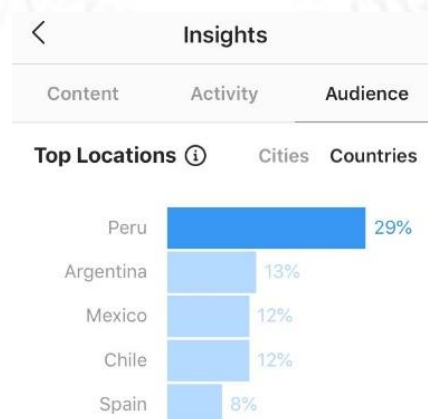 Insights
Content Activity Audience
Top Locations Cities Countries
Peru 29%
Argentina 13%
Mexico 12%
Chile 12%
Spain 8%